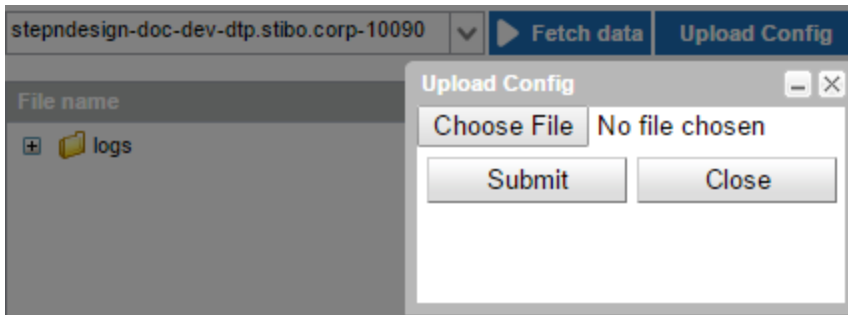 stepndesign-doc-dev-dtp.stibo.corp-10090 Fetch data Upload Config
Upload Config
File name
Choose File No file chosen
logs
Submit Close